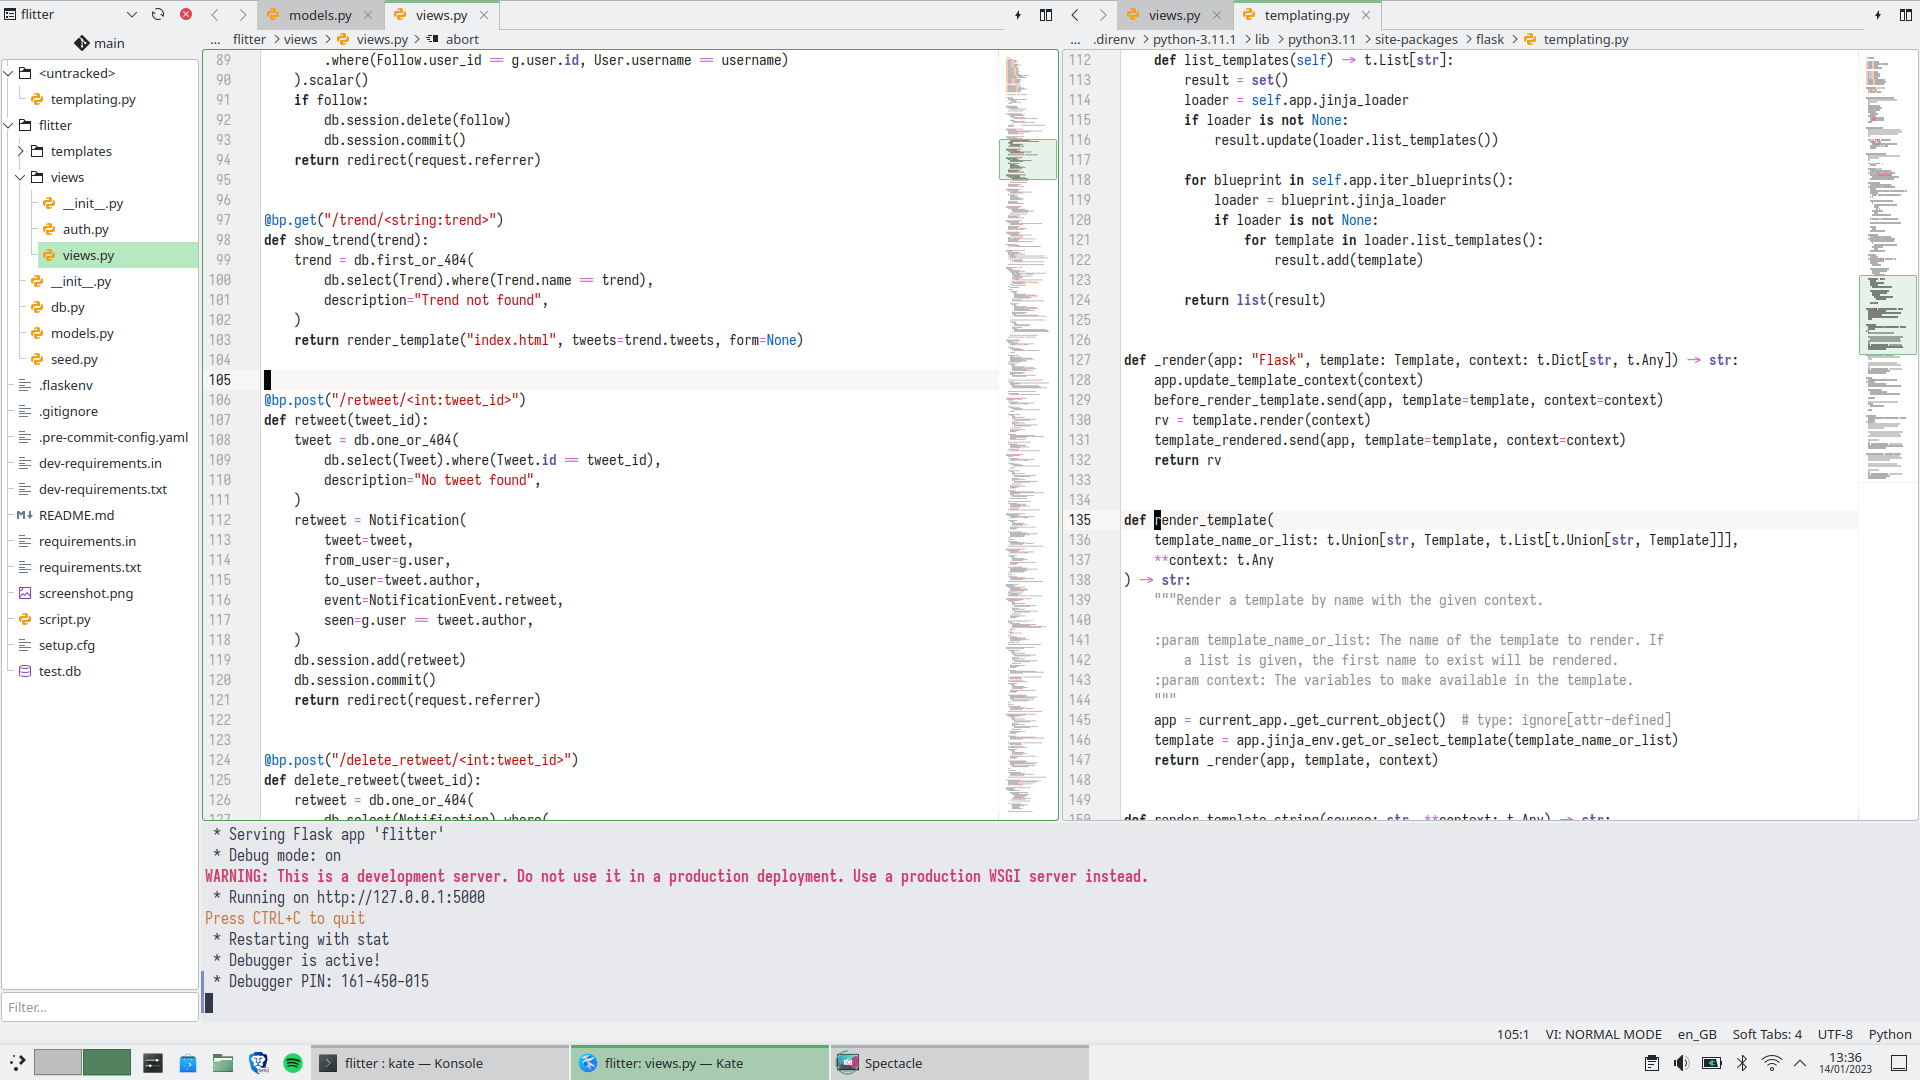 flitter
models.py
views.py
views.py
templating.py
main
... flitter > views > views.py > abort
... .direnv > python-3.11.1 > lib > python3.11 > site-packages > flask > templating.py
<untracked>
templating.py
flitter
templates
views
__init__.py
auth.py
views.py
__init__.py
db.py
models.py
seed.py
.flaskenv
.gitignore
.pre-commit-config.yaml
dev-requirements.in
dev-requirements.txt
README.md
requirements.in
requirements.txt
screenshot.png
script.py
setup.cfg
test.db
Filter...
89 .where(Follow.user_id == g.user.id, User.username == username)
90 ).scalar()
91 if follow:
92 db.session.delete(follow)
93 db.session.commit()
94 return redirect(request.referrer)
95
96
97 @bp.get("/trend/<string:trend>")
98 def show_trend(trend):
99 trend = db.first_or_404(
100 db.select(Trend).where(Trend.name == trend),
101 description="Trend not found",
102 )
103 return render_template("index.html", tweets=trend.tweets, form=None)
104
105
106 @bp.post("/retweet/<int:tweet_id>")
107 def retweet(tweet_id):
108 tweet = db.one_or_404(
109 db.select(Tweet).where(Tweet.id == tweet_id),
110 description="No tweet found",
111 )
112 retweet = Notification(
113 tweet=tweet,
114 from_user=g.user,
115 to_user=tweet.author,
116 event=NotificationEvent.retweet,
117 seen=g.user == tweet.author,
118 )
119 db.session.add(retweet)
120 db.session.commit()
121 return redirect(request.referrer)
122
123
124 @bp.post("/delete_retweet/<int:tweet_id>")
125 def delete_retweet(tweet_id):
126 retweet = db.one_or_404(
127 db.select(Notification).where(
112 def list_templates(self) -> t.List[str]:
113 result = set()
114 loader = self.app.jinja_loader
115 if loader is not None:
116 result.update(loader.list_templates())
117
118 for blueprint in self.app.iter_blueprints():
119 loader = blueprint.jinja_loader
120 if loader is not None:
121 for template in loader.list_templates():
122 result.add(template)
123
124 return list(result)
125
126
127 def _render(app: "Flask", template: Template, context: t.Dict[str, t.Any]) -> str:
128 app.update_template_context(context)
129 before_render_template.send(app, template=template, context=context)
130 rv = template.render(context)
131 template_rendered.send(app, template=template, context=context)
132 return rv
133
134
135 def render_template(
136 template_name_or_list: t.Union[str, Template, t.List[t.Union[str, Template]]],
137 **context: t.Any
138 ) -> str:
139 """Render a template by name with the given context.
140
141 :param template_name_or_list: The name of the template to render. If
142 a list is given, the first name to exist will be rendered.
143 :param context: The variables to make available in the template.
144 """
145 app = current_app._get_current_object()  # type: ignore[attr-defined]
146 template = app.jinja_env.get_or_select_template(template_name_or_list)
147 return _render(app, template, context)
148
149
150 def render_template_string(source: str, **context: t.Any) -> str:
* Serving Flask app 'flitter'
* Debug mode: on
WARNING: This is a development server. Do not use it in a production deployment. Use a production WSGI server instead.
* Running on http://127.0.0.1:5000
Press CTRL+C to quit
* Restarting with stat
* Debugger is active!
* Debugger PIN: 161-450-015
105:1 VI: NORMAL MODE en_GB Soft Tabs: 4 UTF-8 Python
flitter : kate — Konsole
flitter: views.py — Kate
Spectacle
13:36
14/01/2023